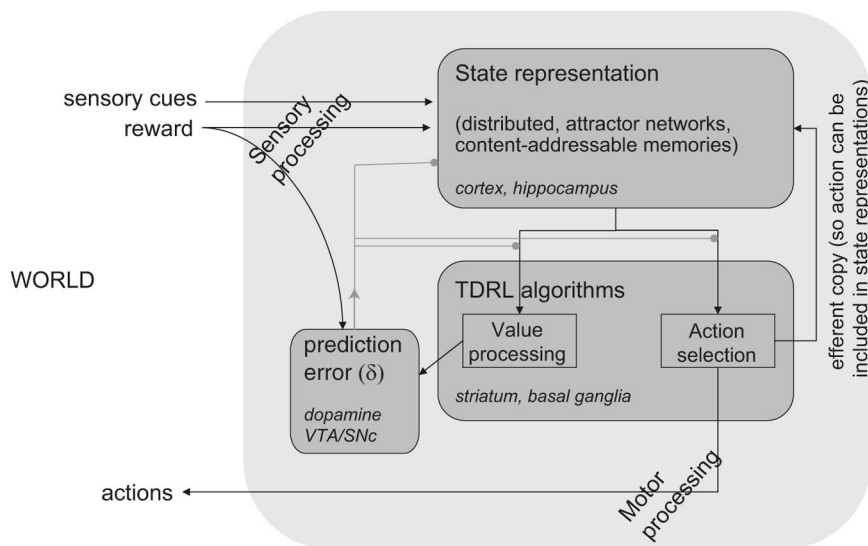 State representation
sensory cues
reward
Sensory
processing
(distributed, attractor networks,
content-addressable memories)
cortex, hippocampus
efferent copy (so action can be
included in state representations)
WORLD
TDRL algorithms
Value
processing
Action
selection
striatum, basal ganglia
prediction
error (δ)
dopamine
VTA/SNc
Motor
processing
actions